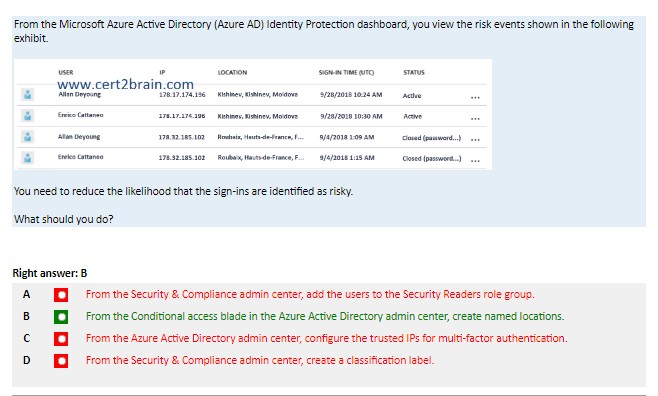 From the Microsoft Azure Active Directory (Azure AD) Identity Protection dashboard, you view the risk events shown in the following
exhibit.
USER IP LOCATION SIGN-IN TIME (UTC) STATUS
www.cert2brain.com
Allan Deyoung 178.17.174.196 Kishinev, Kishinev, Moldova 9/28/2018 10:24 AM Active ...
Enrico Cattaneo 178.17.174.196 Kishinev, Kishinev, Moldova 9/28/2018 10:30 AM Active ...
Allan Deyoung 178.32.185.102 Roubaix, Hauts-de-France, F... 9/4/2018 1:09 AM Closed (password...) ...
Enrico Cattaneo 178.32.185.102 Roubaix, Hauts-de-France, F... 9/4/2018 1:15 AM Closed (password...) ...
You need to reduce the likelihood that the sign-ins are identified as risky.
What should you do?
Right answer: B
A From the Security & Compliance admin center, add the users to the Security Readers role group.
B From the Conditional access blade in the Azure Active Directory admin center, create named locations.
C From the Azure Active Directory admin center, configure the trusted IPs for multi-factor authentication.
D From the Security & Compliance admin center, create a classification label.